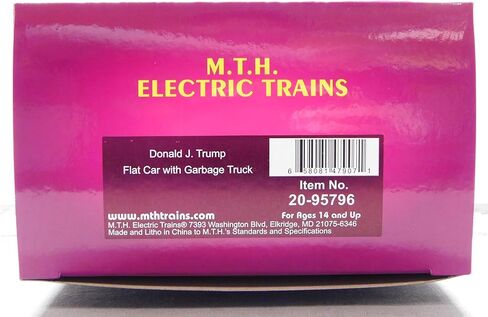 M.T.H.
ELECTRIC TRAINS
Donald J. Trump
Flat Car with Garbage Truck
6 58081 47907 1
Item No.
20-95796
www.mthtrains.com
For Ages 14 and Up
M.T.H. Electric Trains® 7393 Washington Blvd, Elkridge, MD 21075-6346
Made and Litho in China to M.T.H.'s Standards and Specifications